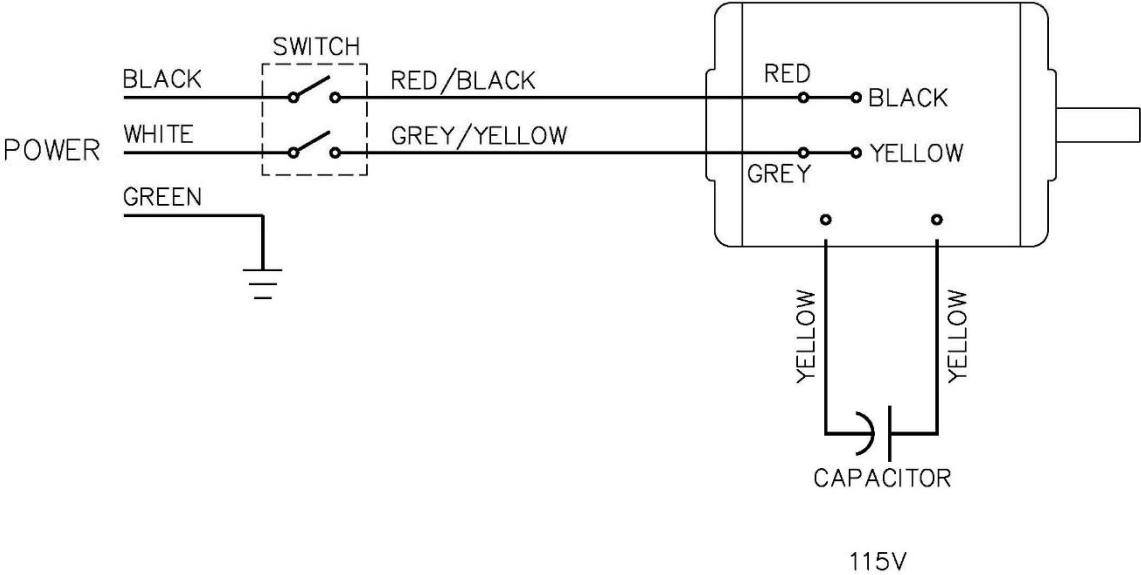 SWITCH
BLACK
RED/BLACK
RED
BLACK
POWER
WHITE
GREY/YELLOW
YELLOW
GREY
GREEN
YELLOW
YELLOW
CAPACITOR
115V